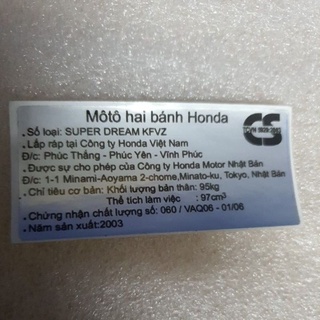 Môtô hai bánh Honda
CS
. Số loại: SUPER DREAM KFVZ
. Lắp ráp tại Công ty Honda Việt Nam
Đ/c: Phúc Thắng - Phúc Yên - Vĩnh Phúc
. Được sự cho phép của Công ty Honda Motor Nhật Bản
Đ/c: 1-1 Minami-Aoyama 2-chome,Minato-ku, Tokyo, Nhật Bản
. Chỉ tiêu cơ bản: Khối lượng bản thân: 95kg
Thể tích làm việc : 97cm³
. Chứng nhận chất lượng số: 060 / VAQ06 - 01/06
. Năm sản xuất:2003